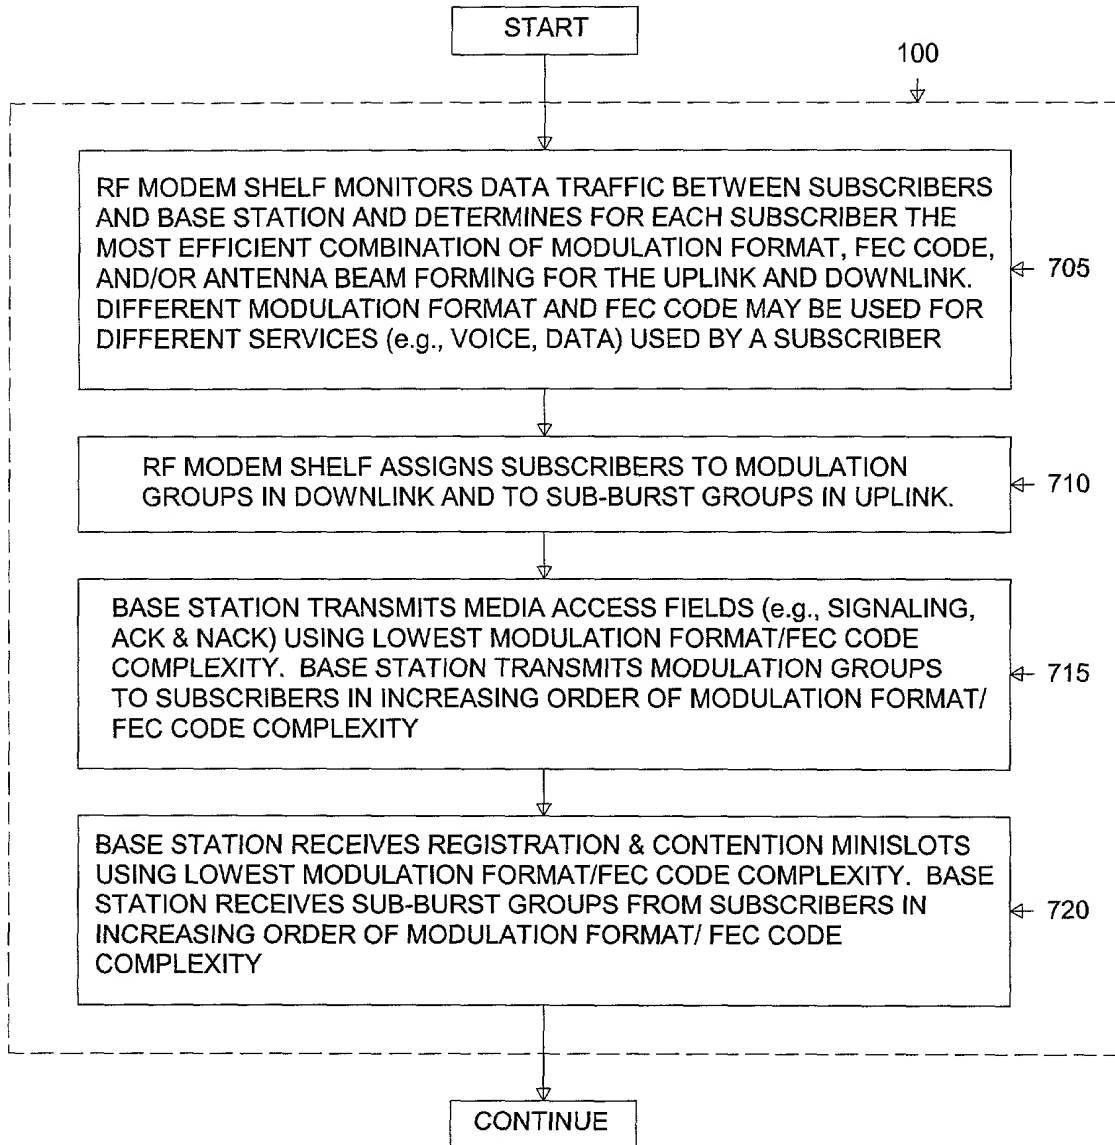 START
100
RF MODEM SHELF MONITORS DATA TRAFFIC BETWEEN SUBSCRIBERS
AND BASE STATION AND DETERMINES FOR EACH SUBSCRIBER THE
MOST EFFICIENT COMBINATION OF MODULATION FORMAT, FEC CODE,
AND/OR ANTENNA BEAM FORMING FOR THE UPLINK AND DOWNLINK.
DIFFERENT MODULATION FORMAT AND FEC CODE MAY BE USED FOR
DIFFERENT SERVICES (e.g., VOICE, DATA) USED BY A SUBSCRIBER
705
RF MODEM SHELF ASSIGNS SUBSCRIBERS TO MODULATION
GROUPS IN DOWNLINK AND TO SUB-BURST GROUPS IN UPLINK.
710
BASE STATION TRANSMITS MEDIA ACCESS FIELDS (e.g., SIGNALING,
ACK & NACK) USING LOWEST MODULATION FORMAT/FEC CODE
COMPLEXITY. BASE STATION TRANSMITS MODULATION GROUPS
TO SUBSCRIBERS IN INCREASING ORDER OF MODULATION FORMAT/
FEC CODE COMPLEXITY
715
BASE STATION RECEIVES REGISTRATION & CONTENTION MINISLOTS
USING LOWEST MODULATION FORMAT/FEC CODE COMPLEXITY. BASE
STATION RECEIVES SUB-BURST GROUPS FROM SUBSCRIBERS IN
INCREASING ORDER OF MODULATION FORMAT/ FEC CODE
COMPLEXITY
720
CONTINUE